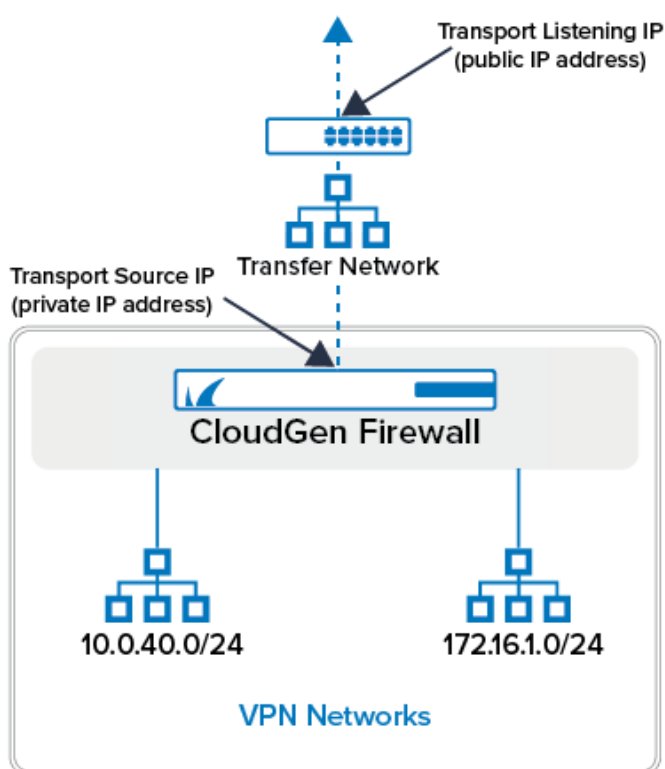 Transport Listening IP
(public IP address)
Transfer Network
Transport Source IP
(private IP address)
CloudGen Firewall
10.0.40.0/24
172.16.1.0/24
VPN Networks